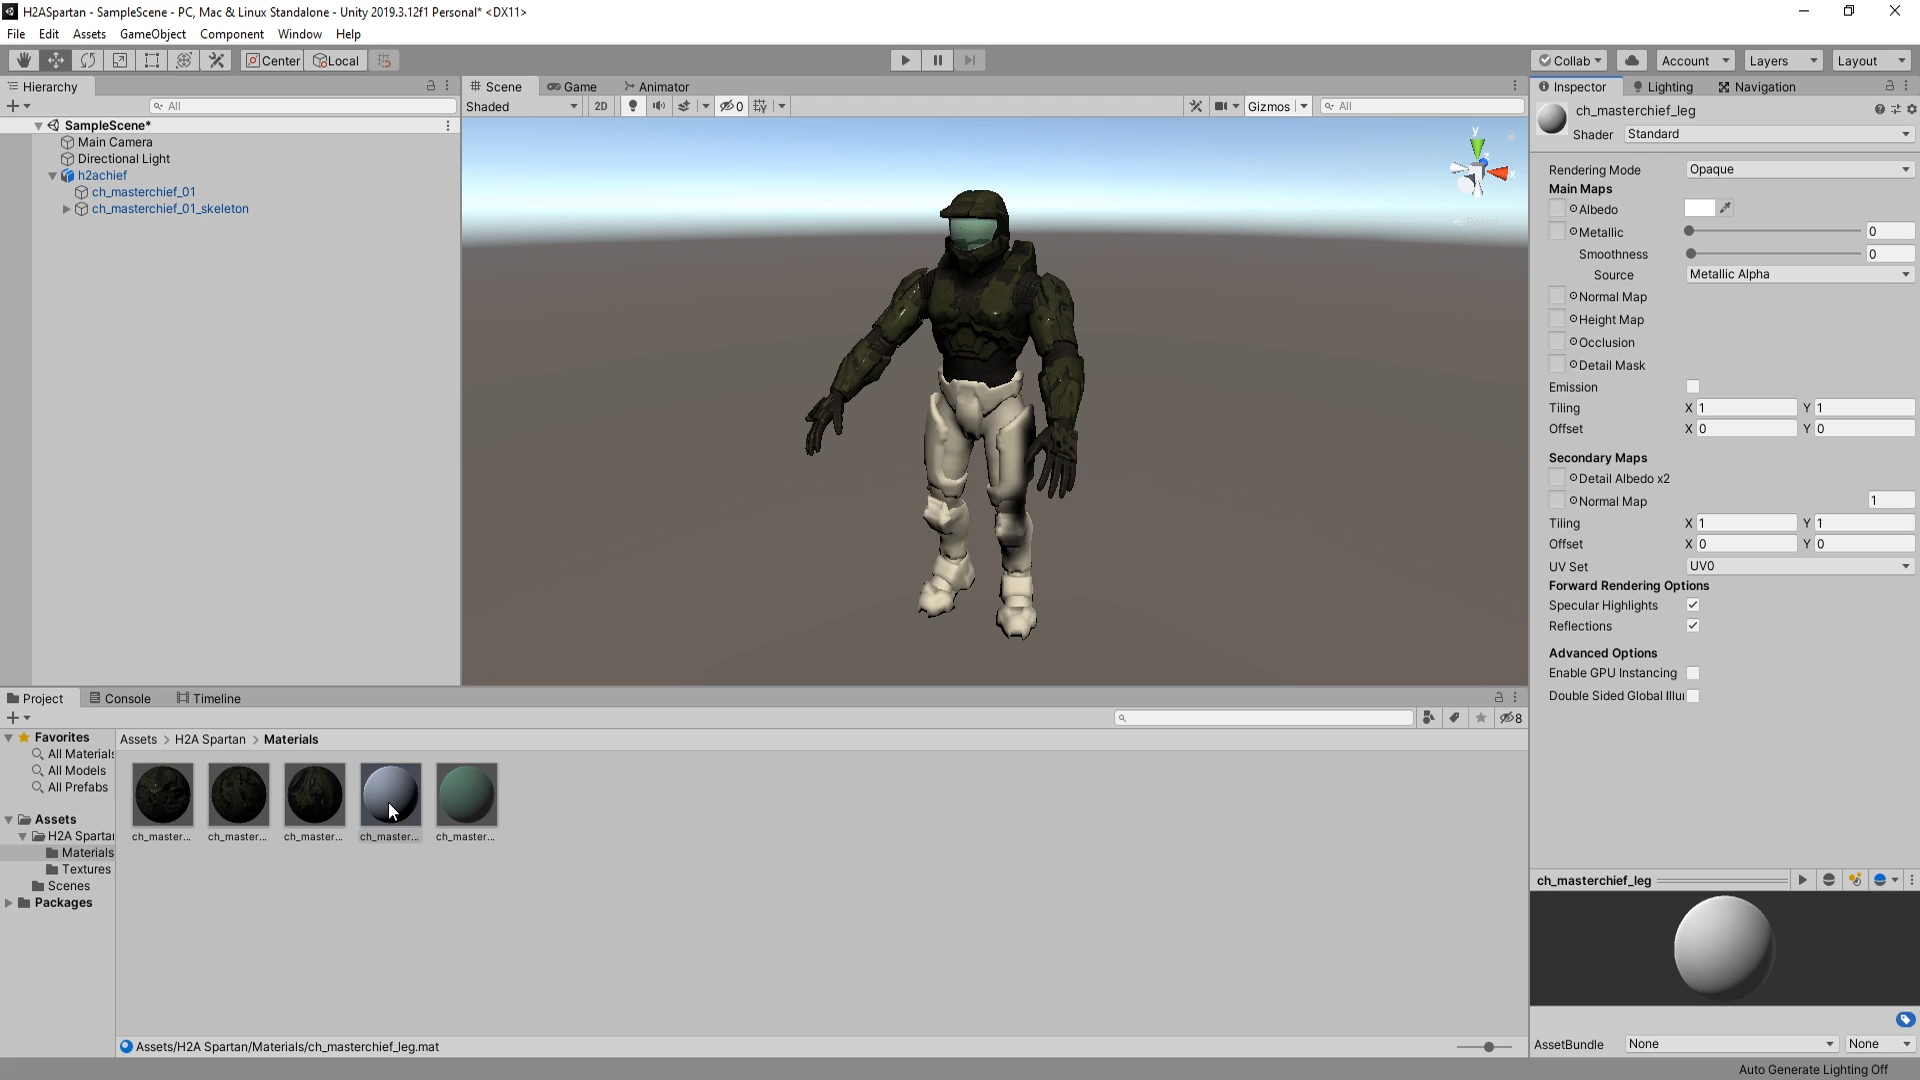 H2ASpartan - SampleScene - PC, Mac & Linux Standalone - Unity 2019.3.12f1 Personal* <DX11>
File Edit Assets GameObject Component Window Help
Center Local Collab Account Layers Layout
Hierarchy
All
SampleScene*
Main Camera
Directional Light
h2achief
ch_masterchief_01
ch_masterchief_01_skeleton
Scene Game Animator
Shaded 2D 0 Gizmos All
y
x
Persp
Inspector Lighting Navigation
ch_masterchief_leg
Shader Standard
Rendering Mode Opaque
Main Maps
Albedo
Metallic 0
Smoothness 0
Source Metallic Alpha
Normal Map
Height Map
Occlusion
Detail Mask
Emission
Tiling X 1 Y 1
Offset X 0 Y 0
Secondary Maps
Detail Albedo x2
Normal Map 1
Tiling X 1 Y 1
Offset X 0 Y 0
UV Set UV0
Forward Rendering Options
Specular Highlights
Reflections
Advanced Options
Enable GPU Instancing
Double Sided Global Illu
ch_masterchief_leg
AssetBundle None None
Project Console Timeline
8
Favorites
All Materials
All Models
All Prefabs
Assets
H2A Sparta
Materials
Textures
Scenes
Packages
Assets > H2A Spartan > Materials
ch_master... ch_master... ch_master... ch_master... ch_master...
Assets/H2A Spartan/Materials/ch_masterchief_leg.mat
Auto Generate Lighting Off